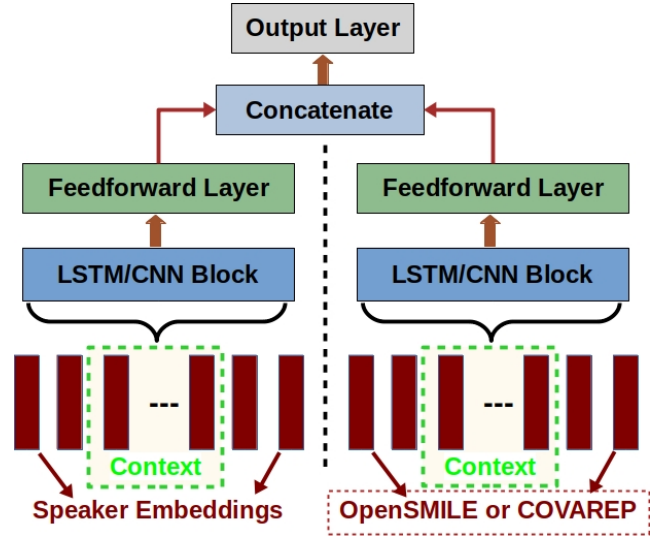 Output Layer
Concatenate
Feedforward Layer
Feedforward Layer
LSTM/CNN Block
LSTM/CNN Block
---
---
Context
Context
Speaker Embeddings
OpenSMILE or COVAREP